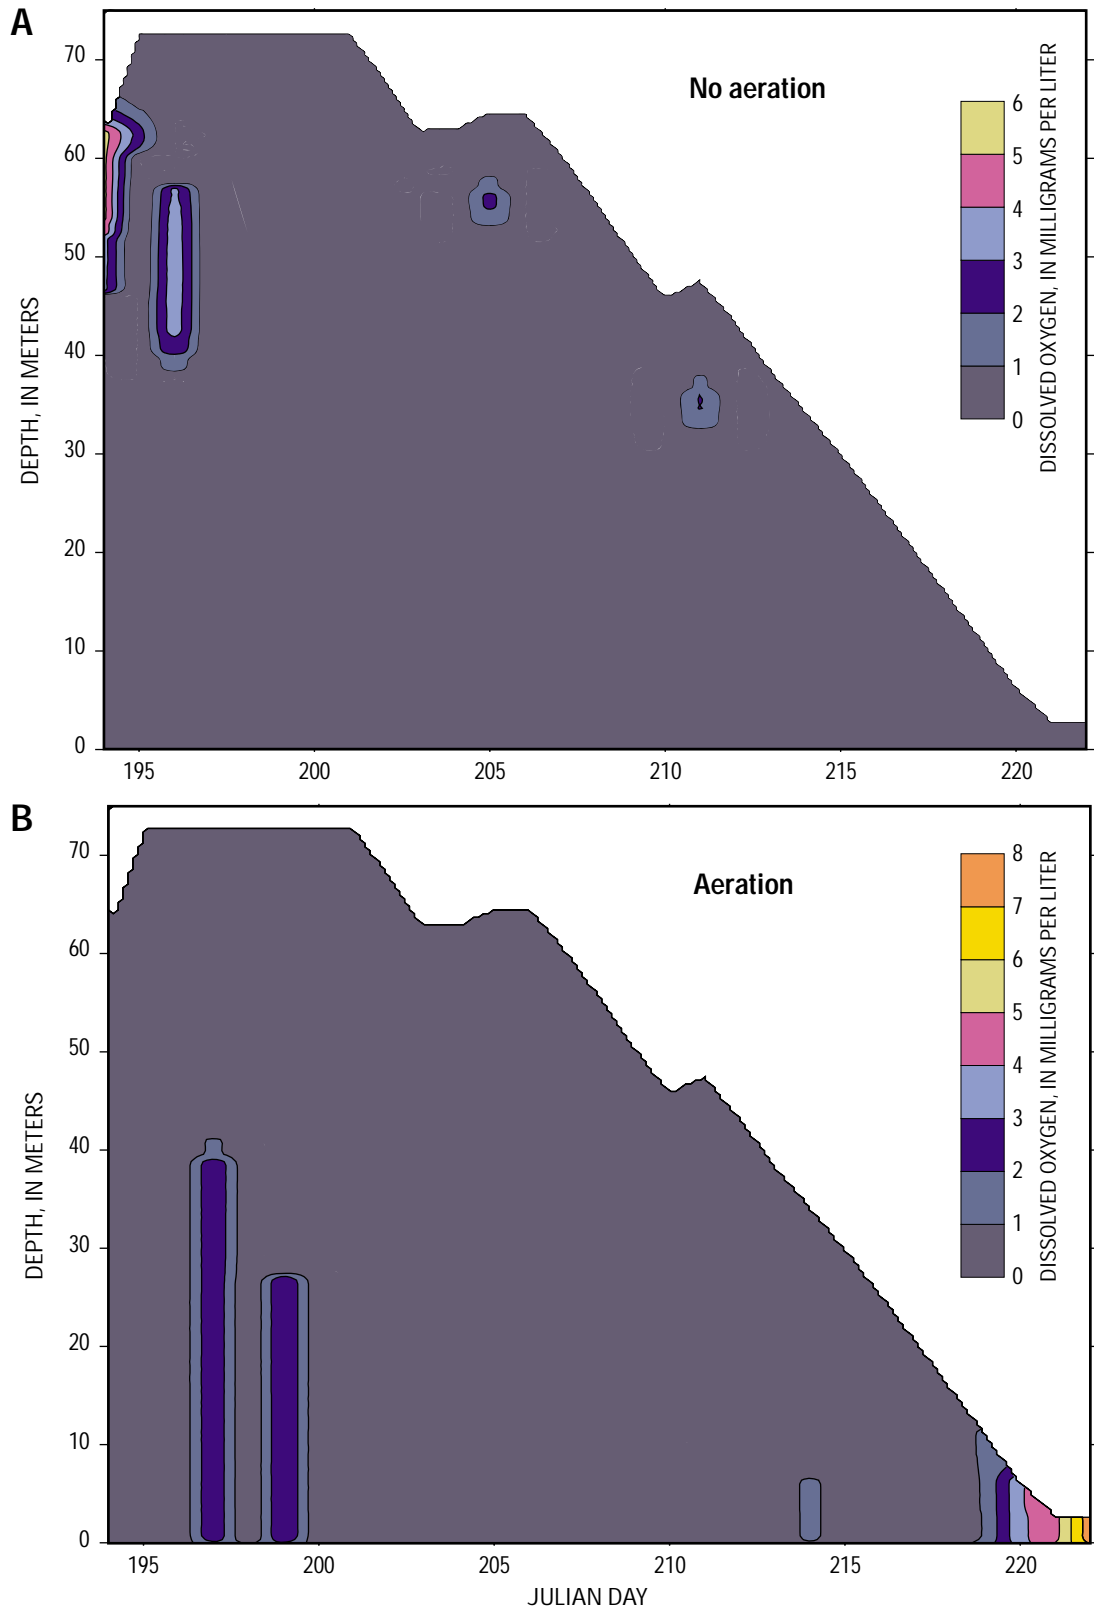 A
No aeration
70
60
50
40
30
20
10
0
DEPTH, IN METERS
195 200 205 210 215 220
6
5
4
3
2
1
0
DISSOLVED OXYGEN, IN MILLIGRAMS PER LITER
B
Aeration
70
60
50
40
30
20
10
0
DEPTH, IN METERS
195 200 205 210 215 220
JULIAN DAY
8
7
6
5
4
3
2
1
0
DISSOLVED OXYGEN, IN MILLIGRAMS PER LITER